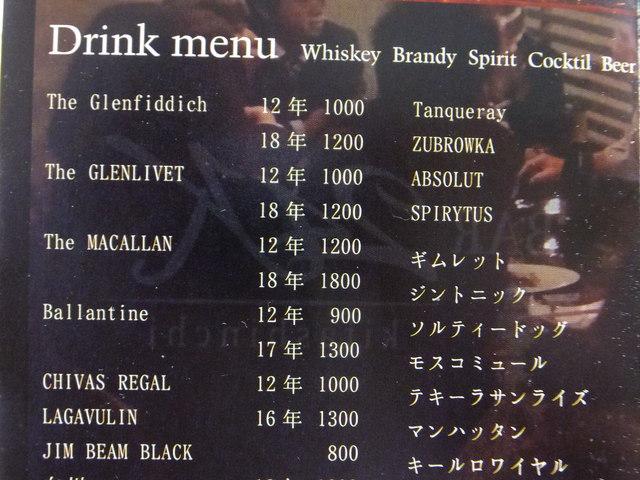 Drink menu Whiskey Brandy Spirit Cocktil Beer
The Glenfiddich 12年 1000
18年 1200
The GLENLIVET 12年 1000
18年 1200
The MACALLAN 12年 1200
18年 1800
Ballantine 12年 900
17年 1300
CHIVAS REGAL 12年 1000
LAGAVULIN 16年 1300
JIM BEAM BLACK 800
Tanqueray
ZUBROWKA
ABSOLUT
SPIRYTUS
ギムレット
ジントニック
ソルティードッグ
モスコミュール
テキーラサンライズ
マンハッタン
キールロワイヤル